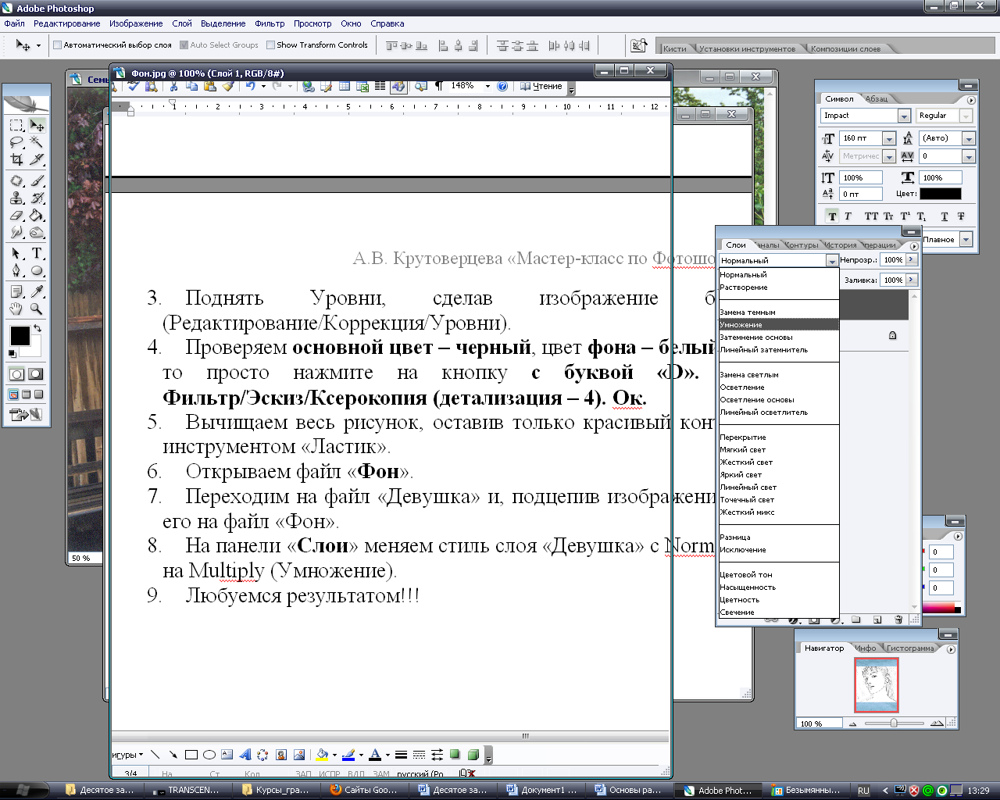 Adobe Photoshop
Файл Редактирование Изображение Слой Выделение Фильтр Просмотр Окно Справка
Автоматический выбор слоя Auto Select Groups Show Transform Controls
Кисти Установки инструментов Композиции слоев
Семь
Фон.jpg @ 100% (Слой 1, RGB/8#)
148% Чтение
1 2 3 4 5 6 7 8 9 10 11 12
А.В. Крутоверцева «Мастер-класс по Фотошо
3. Поднять Уровни, сделав изображение б
(Редактирование/Коррекция/Уровни).
4. Проверяем основной цвет – черный, цвет фона – белый
то просто нажмите на кнопку с буквой «D».
Фильтр/Эскиз/Ксерокопия (детализация – 4). Ок.
5. Вычищаем весь рисунок, оставив только красивый кон
инструментом «Ластик».
6. Открываем файл «Фон».
7. Переходим на файл «Девушка» и, подцепив изображени
его на файл «Фон».
8. На панели «Слои» меняем стиль слоя «Девушка» с Norm
на Multiply (Умножение).
9. Любуемся результатом!!!
игуры
3/4 На Ст Кол ЗАП ИСПР ВДЛ ЗАМ русский (Ро
50 %
Символ Абзац
Impact Regular
160 пт (Авто)
Метричес 0
100% 100%
0 пт Цвет:
T T TT Tт T¹ T₁ T T
Плавное
Слои Каналы Контуры История Операции
Нормальный Непрозр.: 100%
Заливка: 100%
Нормальный
Растворение
Замена темным
Умножение
Затемнение основы
Линейный затемнитель
Замена светлым
Осветление
Осветление основы
Линейный осветлитель
Перекрытие
Мягкий свет
Жесткий свет
Яркий свет
Линейный свет
Точечный свет
Жесткий микс
Разница
Исключение
Цветовой тон
Насыщенность
Цветность
Свечение
0
0
0
Навигатор Инфо Гистограмма
100 %
Десятое за... TRANSCEN... Курсы_гра... Сайты Goo... Десятое за... Документ1 ... Основы ра... Adobe Phot... Безымянны... RU 13:29